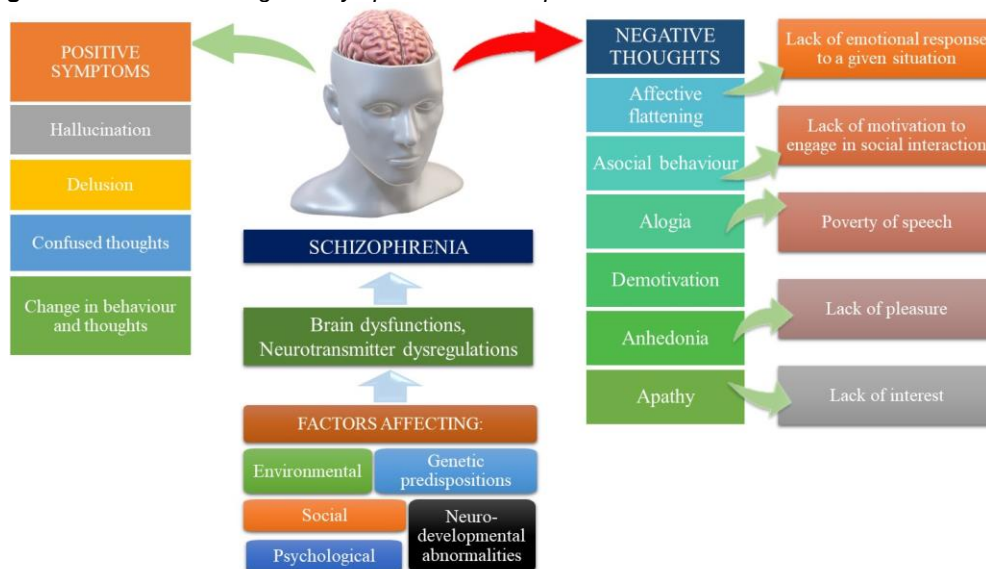 POSITIVE
SYMPTOMS
Hallucination
Delusion
Confused thoughts
Change in behaviour
and thoughts
SCHIZOPHRENIA
Brain dysfunctions,
Neurotransmitter dysregulations
FACTORS AFFECTING:
Environmental
Genetic
predispositions
Social
Neuro-
developmental
abnormalities
Psychological
NEGATIVE
THOUGHTS
Affective
flattening
Asocial behaviour
Alogia
Demotivation
Anhedonia
Apathy
Lack of emotional response
to a given situation
Lack of motivation to
engage in social interaction
Poverty of speech
Lack of pleasure
Lack of interest